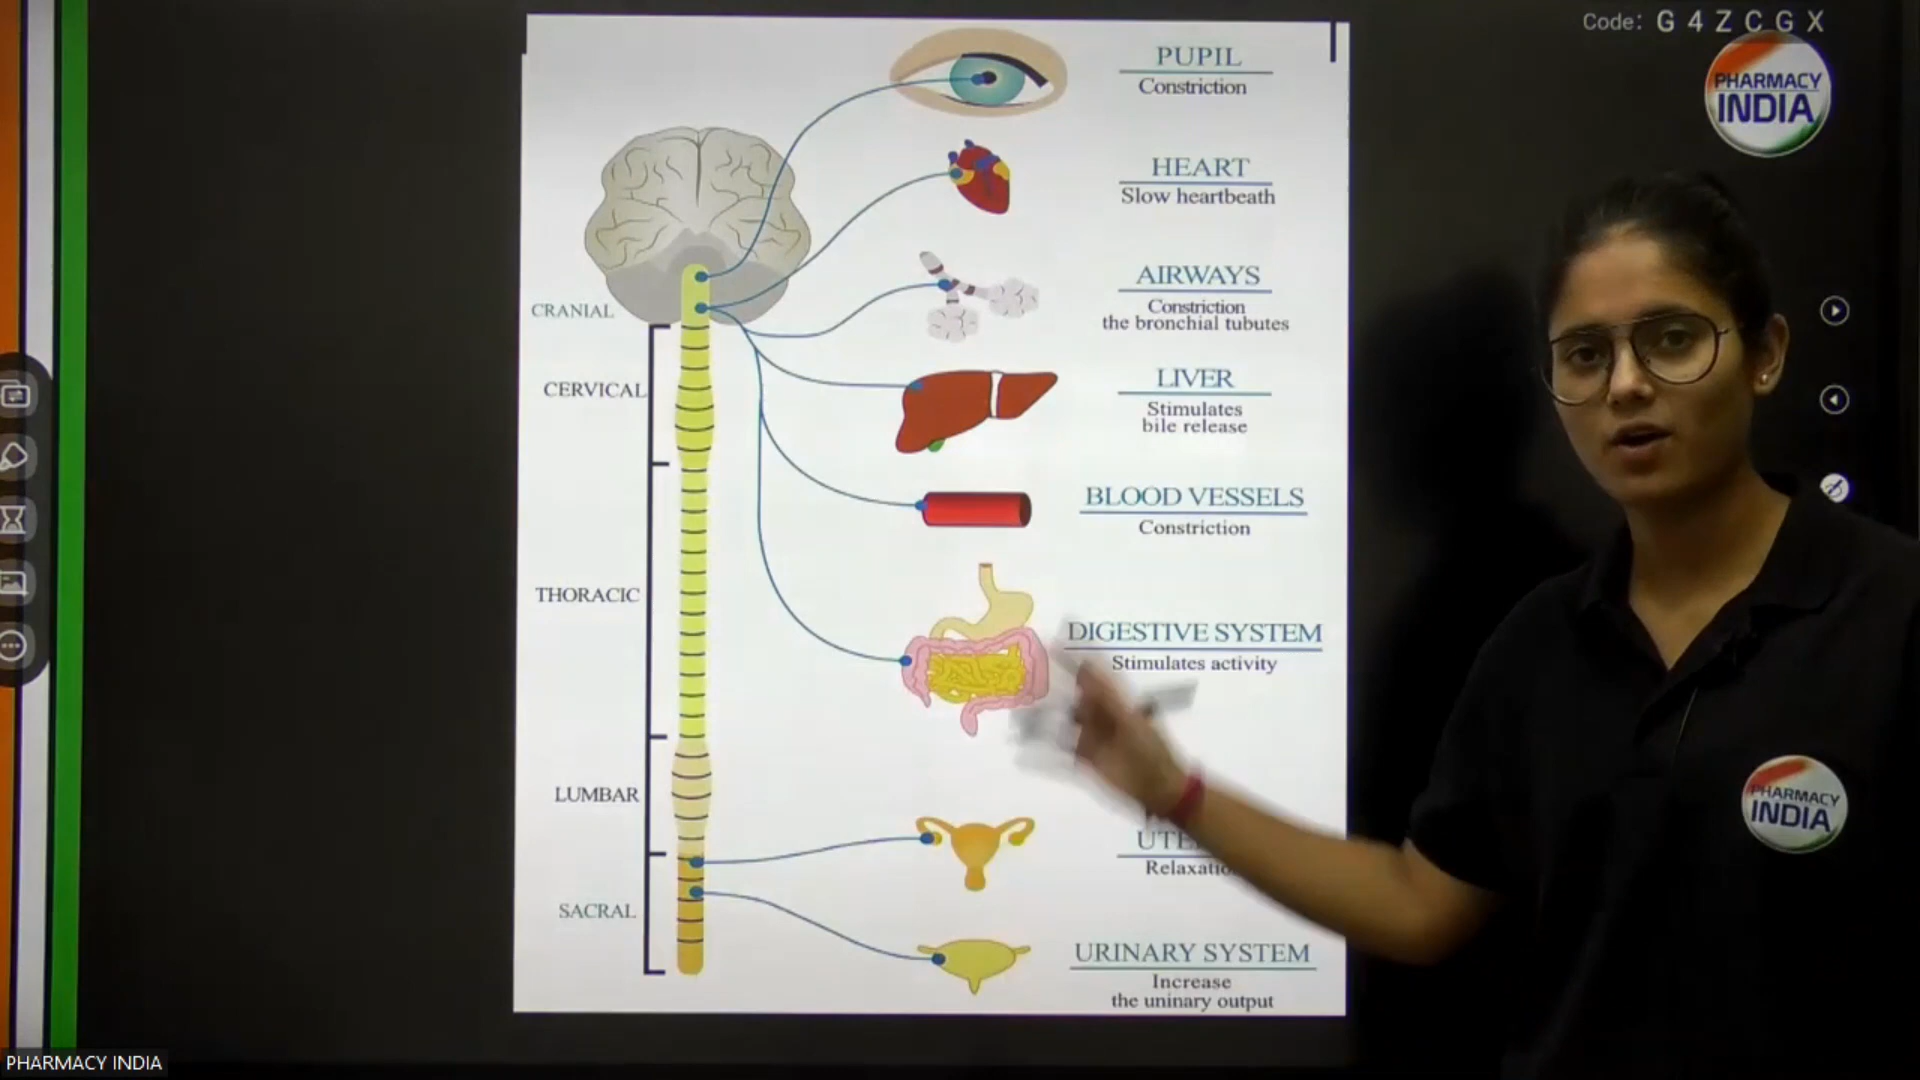 Code: G 4 Z C G X
PHARMACY
INDIA
PUPIL
Constriction
HEART
Slow heartbeath
AIRWAYS
Constriction
the bronchial tubutes
LIVER
Stimulates
bile release
BLOOD VESSELS
Constriction
DIGESTIVE SYSTEM
Stimulates activity
URINARY SYSTEM
Increase
the uninary output
CRANIAL
CERVICAL
THORACIC
LUMBAR
SACRAL
PHARMACY
INDIA
PHARMACY INDIA